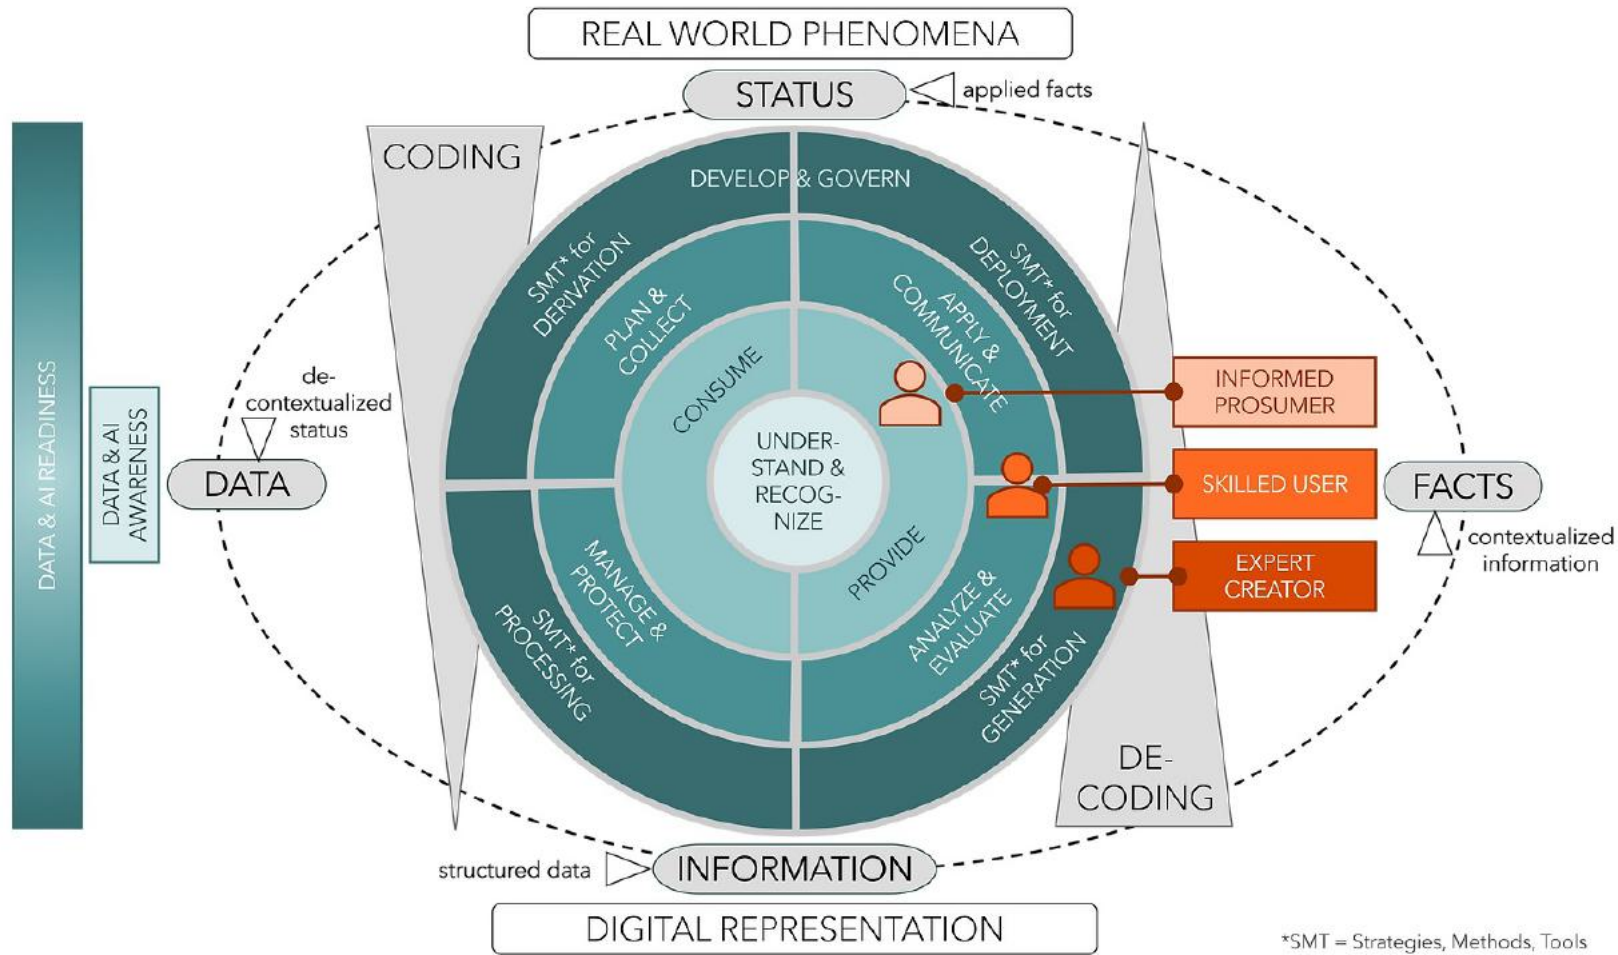 REAL WORLD PHENOMENA
STATUS
applied facts
CODING
DEVELOP & GOVERN
SMT* for
DERIVATION
SMT* for
DEPLOYMENT
PLAN &
COLLECT
APPLY &
COMMUNICATE
CONSUME
UNDER-
STAND &
RECOG-
NIZE
PROVIDE
MANAGE &
PROTECT
ANALYZE &
EVALUATE
SMT* for
PROCESSING
SMT* for
GENERATION
DATA & AI READINESS
DATA & AI
AWARENESS
de-
contextualized
status
DATA
INFORMED
PROSUMER
SKILLED USER
EXPERT
CREATOR
FACTS
contextualized
information
DE-
CODING
structured data
INFORMATION
DIGITAL REPRESENTATION
*SMT = Strategies, Methods, Tools